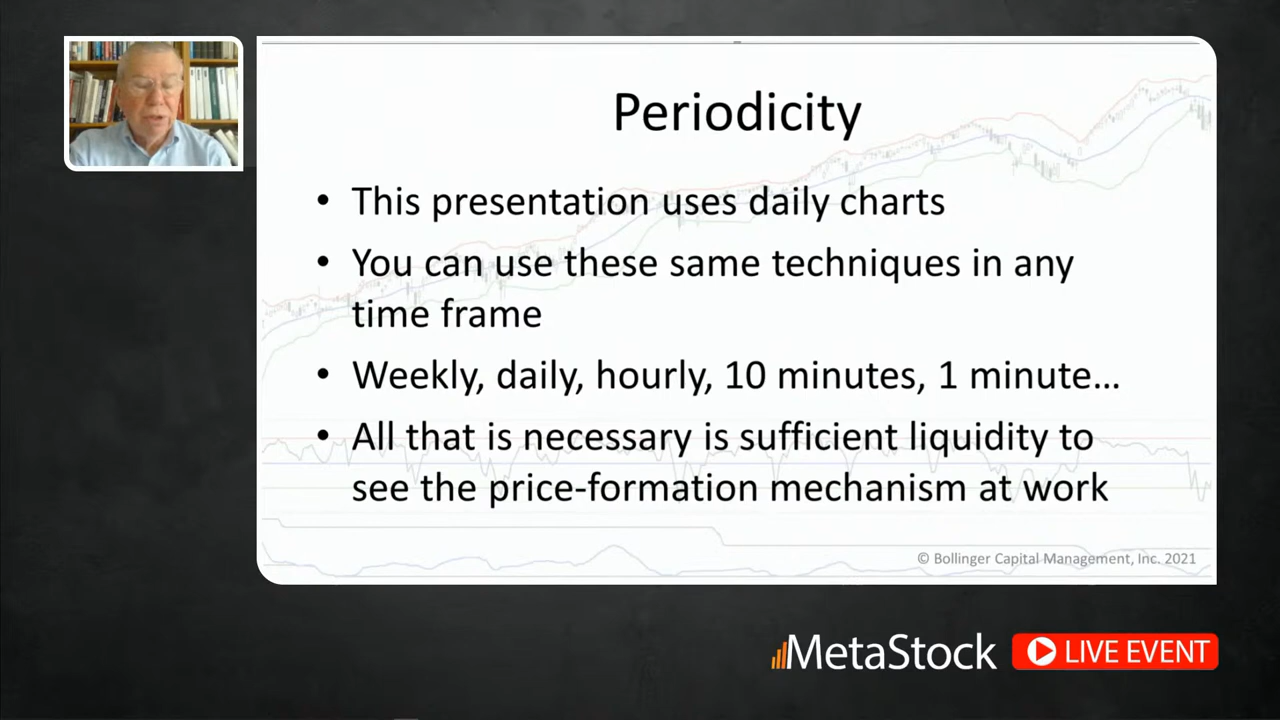 Periodicity
• This presentation uses daily charts
• You can use these same techniques in any
time frame
• Weekly, daily, hourly, 10 minutes, 1 minute...
• All that is necessary is sufficient liquidity to
see the price-formation mechanism at work
© Bollinger Capital Management, Inc. 2021
MetaStock LIVE EVENT